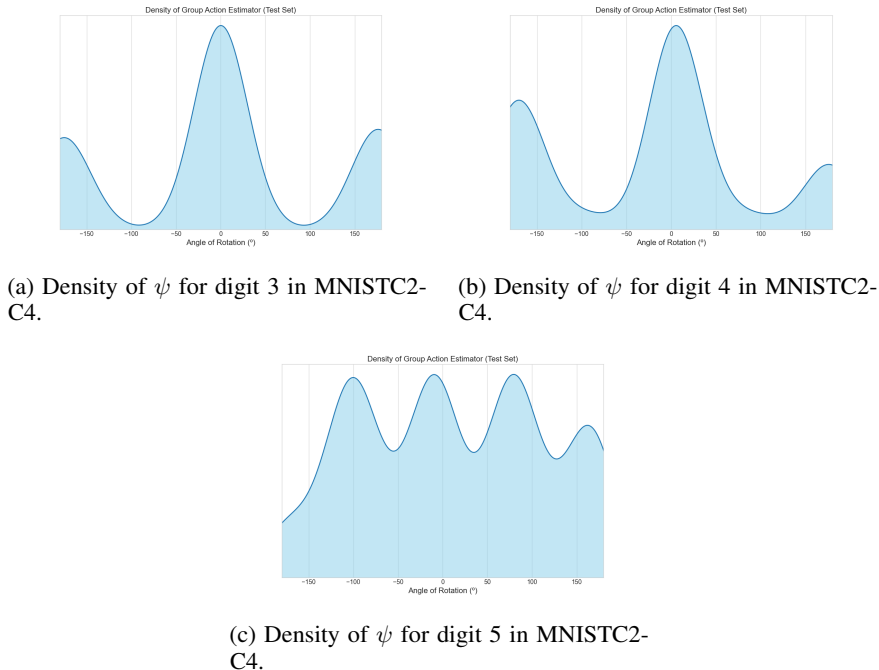 Density of Group Action Estimator (Test Set)
−150 −100 −50 0 50 100 150
Angle of Rotation (º)
(a) Density of ψ for digit 3 in MNISTC2-
C4.
Density of Group Action Estimator (Test Set)
−150 −100 −50 0 50 100 150
Angle of Rotation (º)
(b) Density of ψ for digit 4 in MNISTC2-
C4.
Density of Group Action Estimator (Test Set)
−150 −100 −50 0 50 100 150
Angle of Rotation (º)
(c) Density of ψ for digit 5 in MNISTC2-
C4.